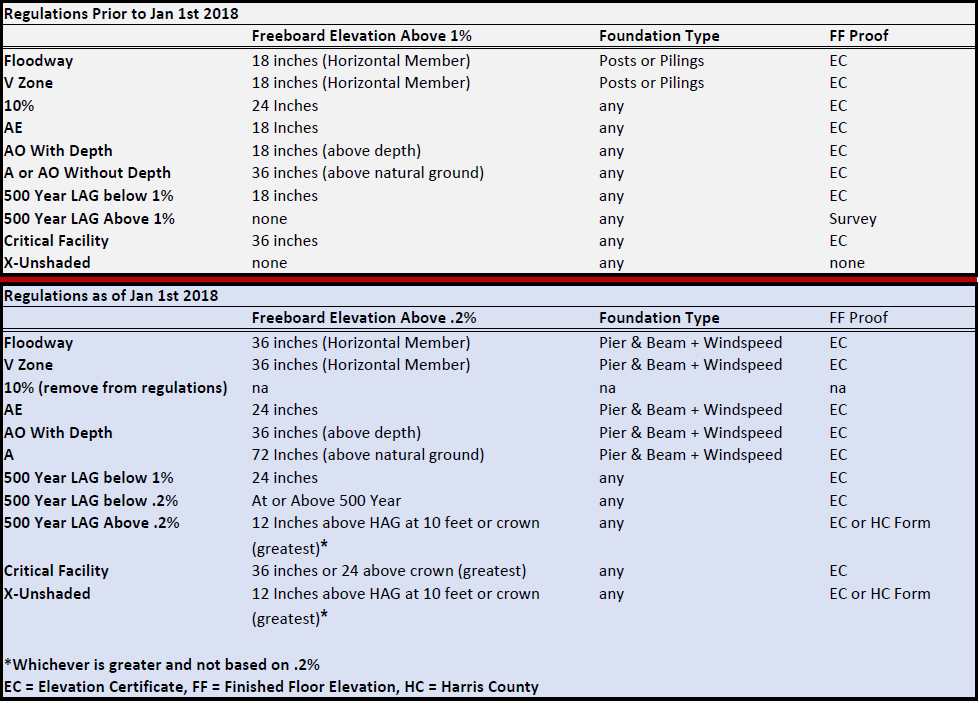 Regulations Prior to Jan 1st 2018
Freeboard Elevation Above 1% Foundation Type FF Proof
Floodway 18 inches (Horizontal Member) Posts or Pilings EC
V Zone 18 inches (Horizontal Member) Posts or Pilings EC
10% 24 Inches any EC
AE 18 Inches any EC
AO With Depth 18 inches (above depth) any EC
A or AO Without Depth 36 inches (above natural ground) any EC
500 Year LAG below 1% 18 inches any EC
500 Year LAG Above 1% none any Survey
Critical Facility 36 inches any EC
X-Unshaded none any none
Regulations as of Jan 1st 2018
Freeboard Elevation Above .2% Foundation Type FF Proof
Floodway 36 inches (Horizontal Member) Pier & Beam + Windspeed EC
V Zone 36 inches (Horizontal Member) Pier & Beam + Windspeed EC
10% (remove from regulations) na na na
AE 24 inches Pier & Beam + Windspeed EC
AO With Depth 36 inches (above depth) Pier & Beam + Windspeed EC
A 72 Inches (above natural ground) Pier & Beam + Windspeed EC
500 Year LAG below 1% 24 inches any EC
500 Year LAG below .2% At or Above 500 Year any EC
500 Year LAG Above .2% 12 Inches above HAG at 10 feet or crown any EC or HC Form
(greatest)*
Critical Facility 36 inches or 24 above crown (greatest) any EC
X-Unshaded 12 Inches above HAG at 10 feet or crown any EC or HC Form
(greatest)*
*Whichever is greater and not based on .2%
EC = Elevation Certificate, FF = Finished Floor Elevation, HC = Harris County